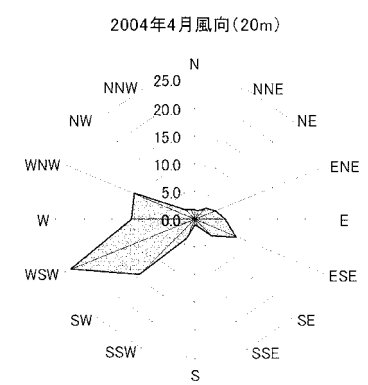 2004年4月風向(20m)
N
NNW
25.0
NNE
20.0
NW
NE
15.0
WNW
10.0
ENE
5.0
W
0.0
E
WSW
ESE
SW
SE
SSW
SSE
S